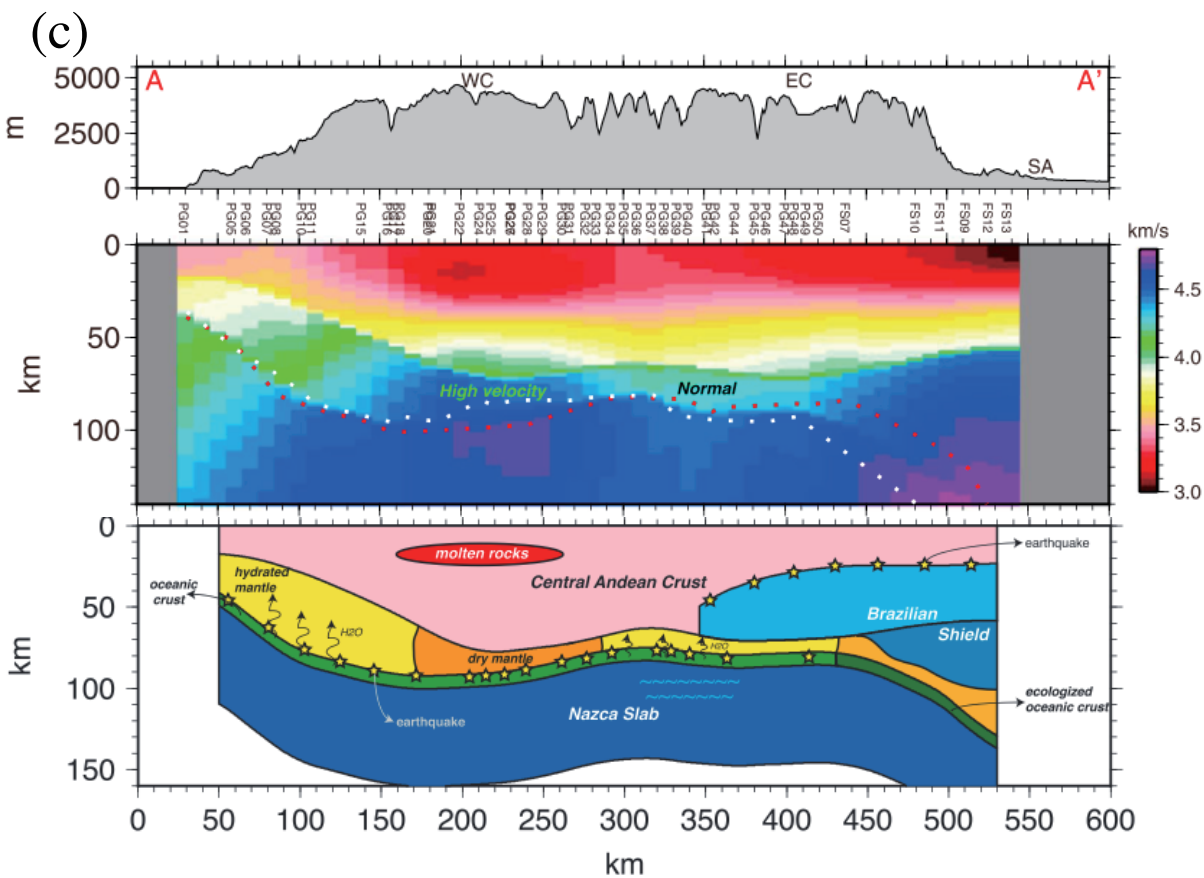 (c)
5000
2500
0
m
A
WC
EC
A'
SA
PG01
PG05
PG06
PG07
PG08
PG10
PG11
PG15
PG18
PG22
PG24
PG25
PG28
PG29
PG30
PG31
PG32
PG33
PG34
PG35
PG36
PG37
PG38
PG39
PG40
PG41
PG42
PG44
PG45
PG46
PG47
PG48
PG49
PG50
FS07
FS10
FS11
FS09
FS12
FS13
0
50
100
km
High velocity
Normal
km/s
4.5
4.0
3.5
3.0
0
50
100
150
km
oceanic
crust
hydrated
mantle
H2O
molten rocks
Central Andean Crust
dry mantle
H2O
earthquake
Nazca Slab
Brazilian
Shield
earthquake
ecologized
oceanic crust
0 50 100 150 200 250 300 350 400 450 500 550 600
km